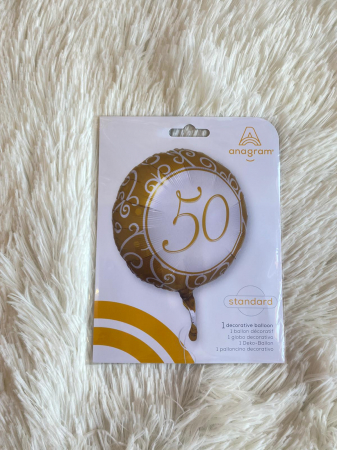 anagram
50
standard
1 decorative balloon
1 ballon décoratif
1 globo decorativo
1 Deko-Ballon
1 palloncino decorativo